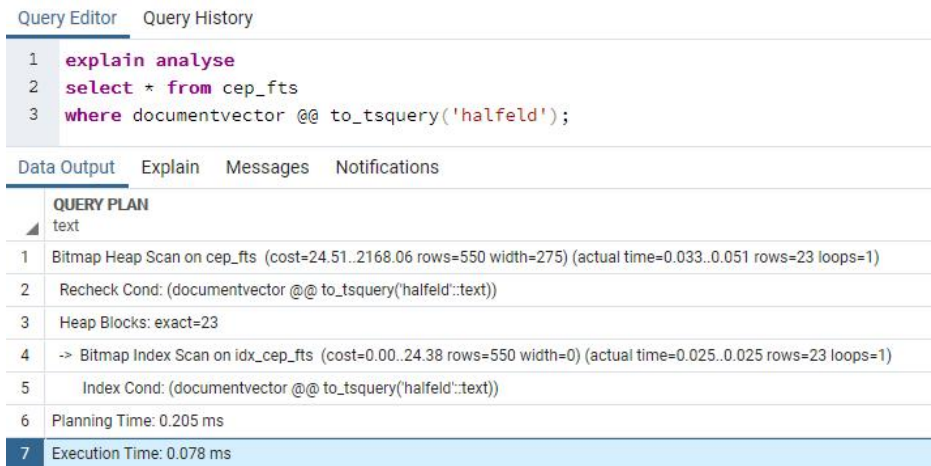 Query Editor Query History
1 explain analyse
2 select * from cep_fts
3 where documentvector @@ to_tsquery('halfeld');
Data Output Explain Messages Notifications
QUERY PLAN
text
1 Bitmap Heap Scan on cep_fts (cost=24.51..2168.06 rows=550 width=275) (actual time=0.033..0.051 rows=23 loops=1)
2 Recheck Cond: (documentvector @@ to_tsquery('halfeld'::text))
3 Heap Blocks: exact=23
4 -> Bitmap Index Scan on idx_cep_fts (cost=0.00..24.38 rows=550 width=0) (actual time=0.025..0.025 rows=23 loops=1)
5 Index Cond: (documentvector @@ to_tsquery('halfeld'::text))
6 Planning Time: 0.205 ms
7 Execution Time: 0.078 ms